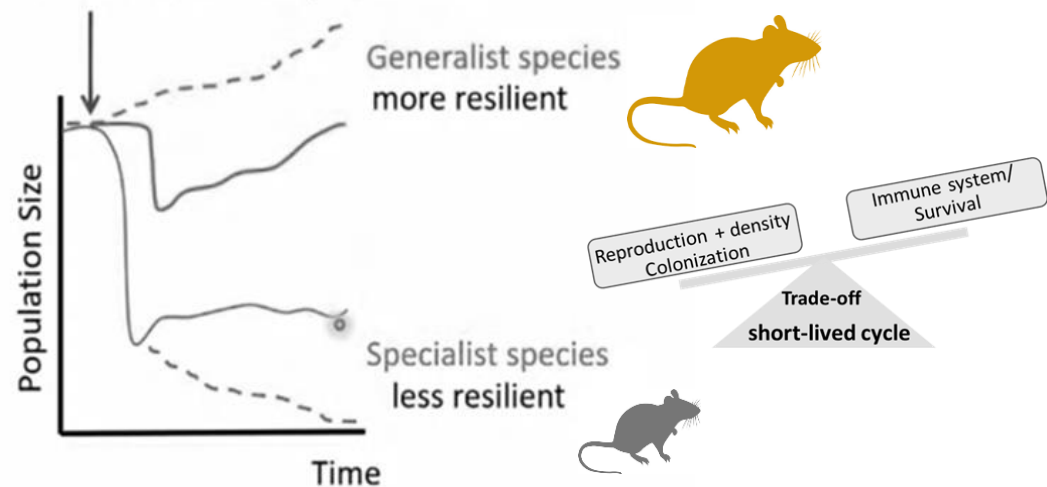 Generalist species
more resilient
Population Size
Specialist species
less resilient
Time
Reproduction + density
Colonization
Immune system/
Survival
Trade-off
short-lived cycle